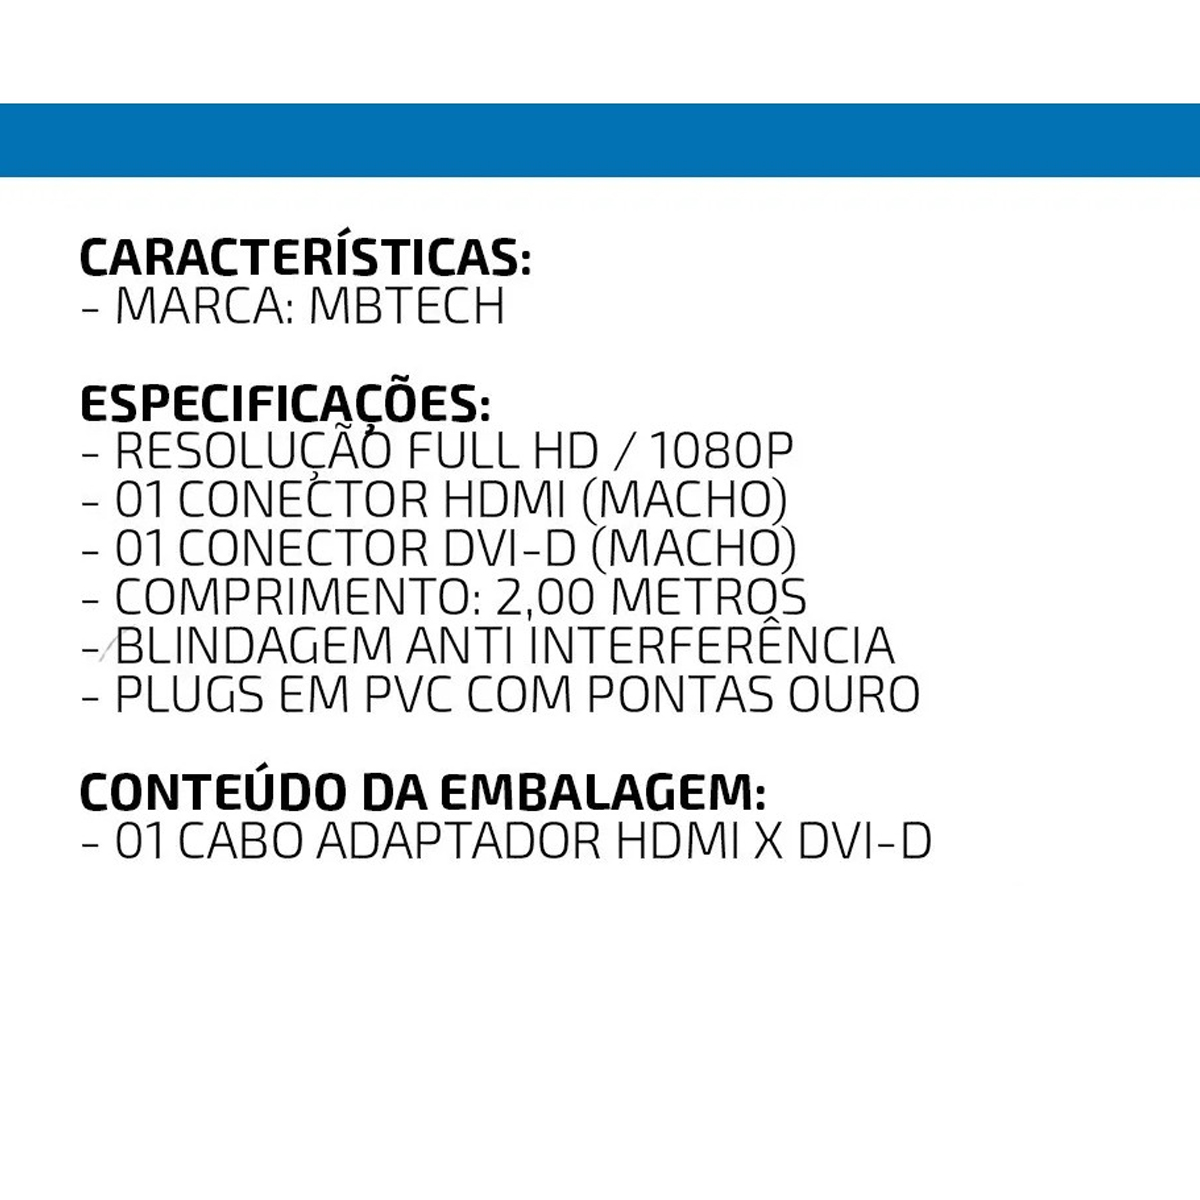 CARACTERÍSTICAS:
- MARCA: MBTECH
ESPECIFICAÇÕES:
- RESOLUÇÃO FULL HD / 1080P
- 01 CONECTOR HDMI (MACHO)
- 01 CONECTOR DVI-D (MACHO)
- COMPRIMENTO: 2,00 METROS
- BLINDAGEM ANTI INTERFERÊNCIA
- PLUGS EM PVC COM PONTAS OURO
CONTEÚDO DA EMBALAGEM:
- 01 CABO ADAPTADOR HDMI X DVI-D